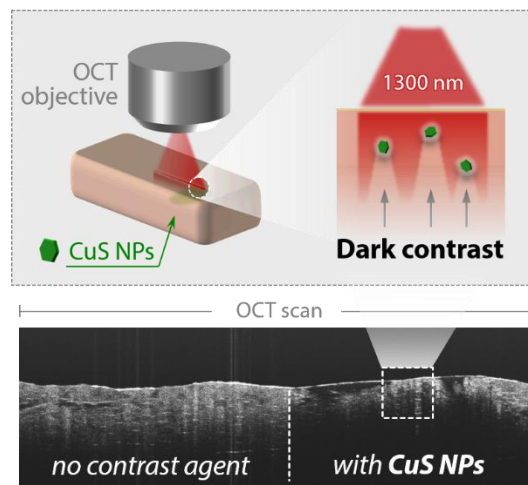 OCT
objective
1300 nm
CuS NPs
Dark contrast
OCT scan
no contrast agent
with CuS NPs